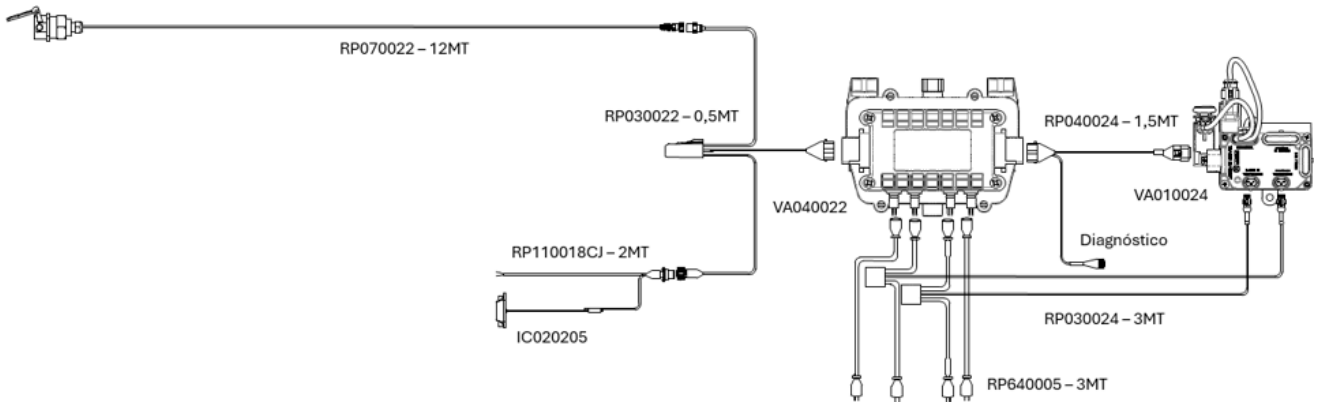 RP070022 – 12MT
RP030022 – 0,5MT
RP040024 – 1,5MT
VA040022
VA010024
RP110018CJ – 2MT
Diagnóstico
RP030024 – 3MT
IC020205
RP640005 – 3MT